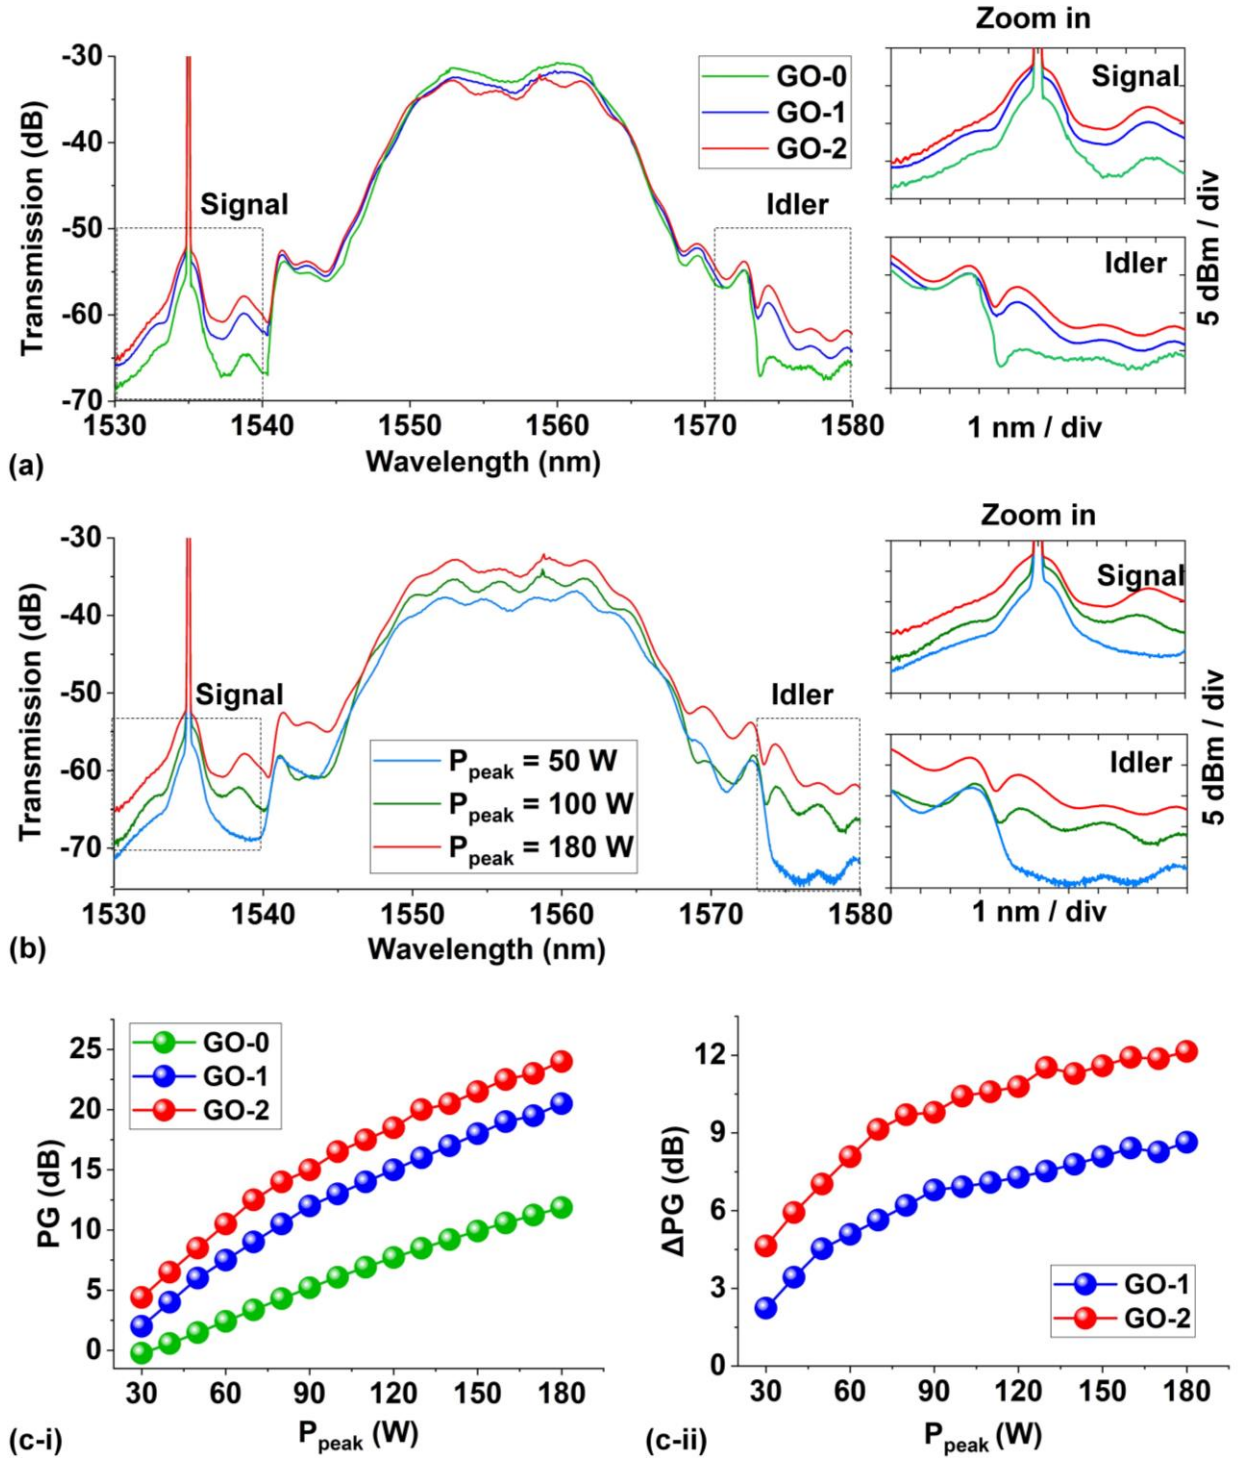 Zoom in
-30
-40
-50
-60
-70
Transmission (dB)
GO-0
GO-1
GO-2
Signal
Idler
Signal
Idler
5 dBm / div
1530
1540
1550
1560
1570
1580
1 nm / div
(a)
Wavelength (nm)
Zoom in
-30
-40
-50
-60
-70
Transmission (dB)
Signal
Idler
Ppeak = 50 W
Ppeak = 100 W
Ppeak = 180 W
Signal
Idler
5 dBm / div
1530
1540
1550
1560
1570
1580
1 nm / div
(b)
Wavelength (nm)
GO-0
GO-1
GO-2
25
20
15
10
5
0
PG (dB)
30
60
90
120
150
180
(c-i)
Ppeak (W)
12
9
6
3
0
ΔPG (dB)
GO-1
GO-2
30
60
90
120
150
180
(c-ii)
Ppeak (W)